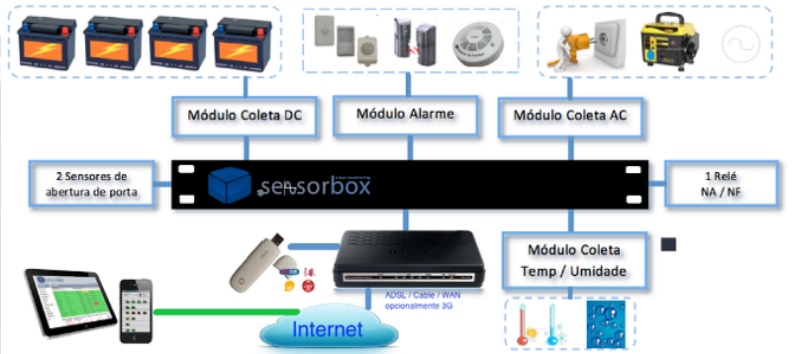 Módulo Coleta DC
Módulo Alarme
Módulo Coleta AC
2 Sensores de
abertura de porta
sensorbox
1 Relé
NA / NF
Módulo Coleta
Temp / Umidade
ADSL / Cable / WAN
opcionalmente 3G
Internet